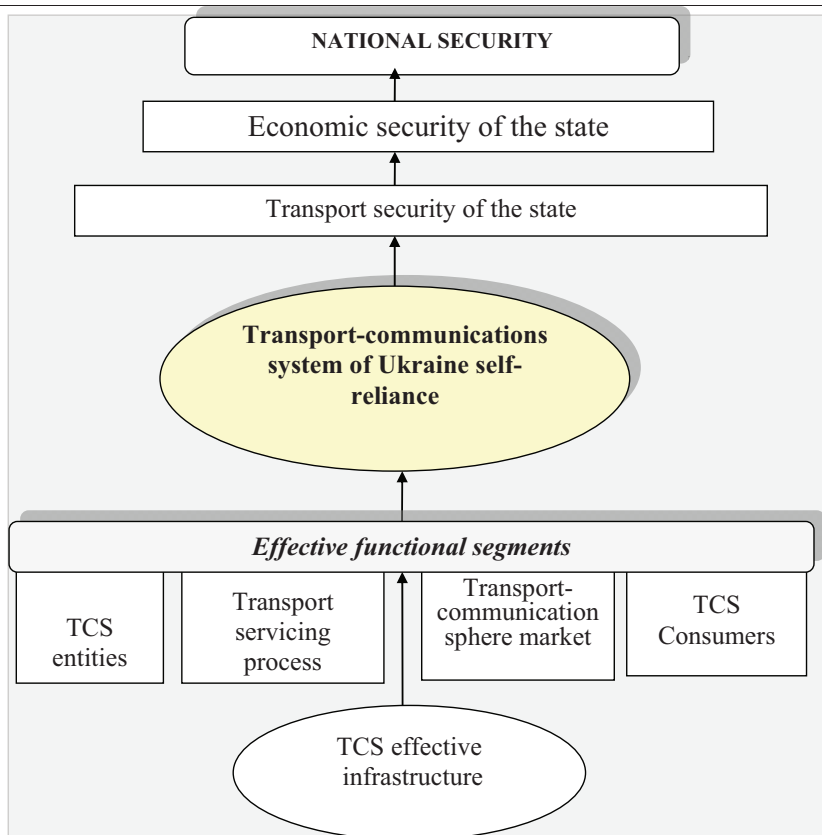 NATIONAL SECURITY
Economic security of the state
Transport security of the state
Transport-communications
system of Ukraine self-
reliance
Effective functional segments
TCS
entities
Transport
servicing
process
Transport-
communication
sphere market
TCS
Consumers
TCS effective
infrastructure